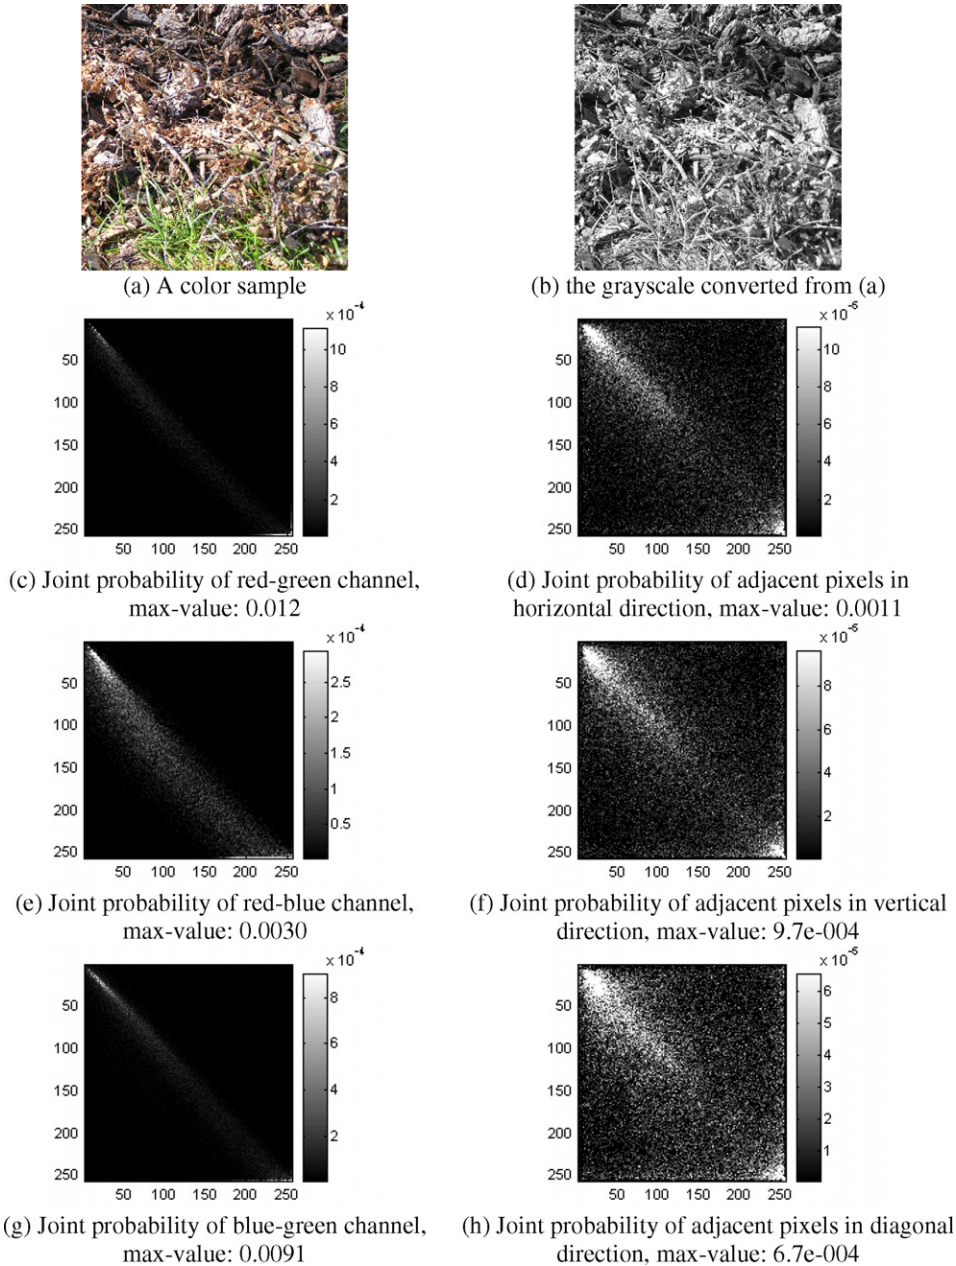 (a) A color sample
(b) the grayscale converted from (a)
x 10⁻⁴
10
8
6
4
2
50
100
150
200
250
50 100 150 200 250
(c) Joint probability of red-green channel,
max-value: 0.012
x 10⁻⁵
10
8
6
4
2
50
100
150
200
250
50 100 150 200 250
(d) Joint probability of adjacent pixels in
horizontal direction, max-value: 0.0011
x 10⁻⁴
2.5
2
1.5
1
0.5
50
100
150
200
250
50 100 150 200 250
(e) Joint probability of red-blue channel,
max-value: 0.0030
x 10⁻⁵
8
6
4
2
50
100
150
200
250
50 100 150 200 250
(f) Joint probability of adjacent pixels in vertical
direction, max-value: 9.7e-004
x 10⁻⁴
8
6
4
2
50
100
150
200
250
50 100 150 200 250
(g) Joint probability of blue-green channel,
max-value: 0.0091
x 10⁻⁵
6
5
4
3
2
1
50
100
150
200
250
50 100 150 200 250
(h) Joint probability of adjacent pixels in diagonal
direction, max-value: 6.7e-004